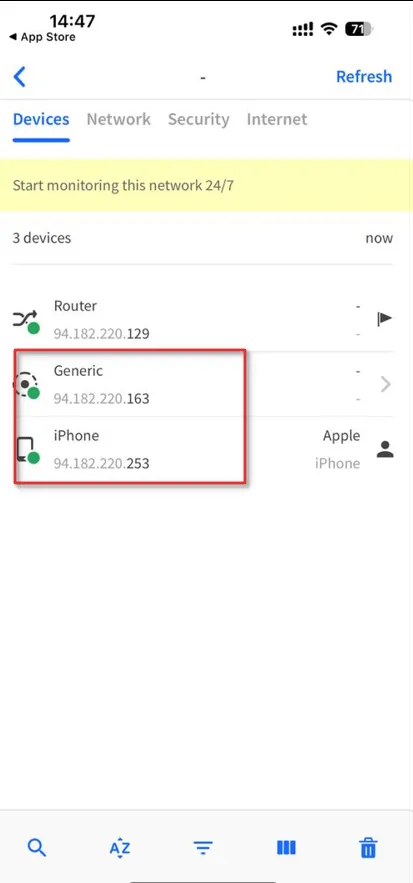 14:47
71
App Store
-
Refresh
Devices Network Security Internet
Start monitoring this network 24/7
3 devices now
Router -
94.182.220.129 -
Generic -
94.182.220.163 -
iPhone Apple
94.182.220.253 iPhone
AZ